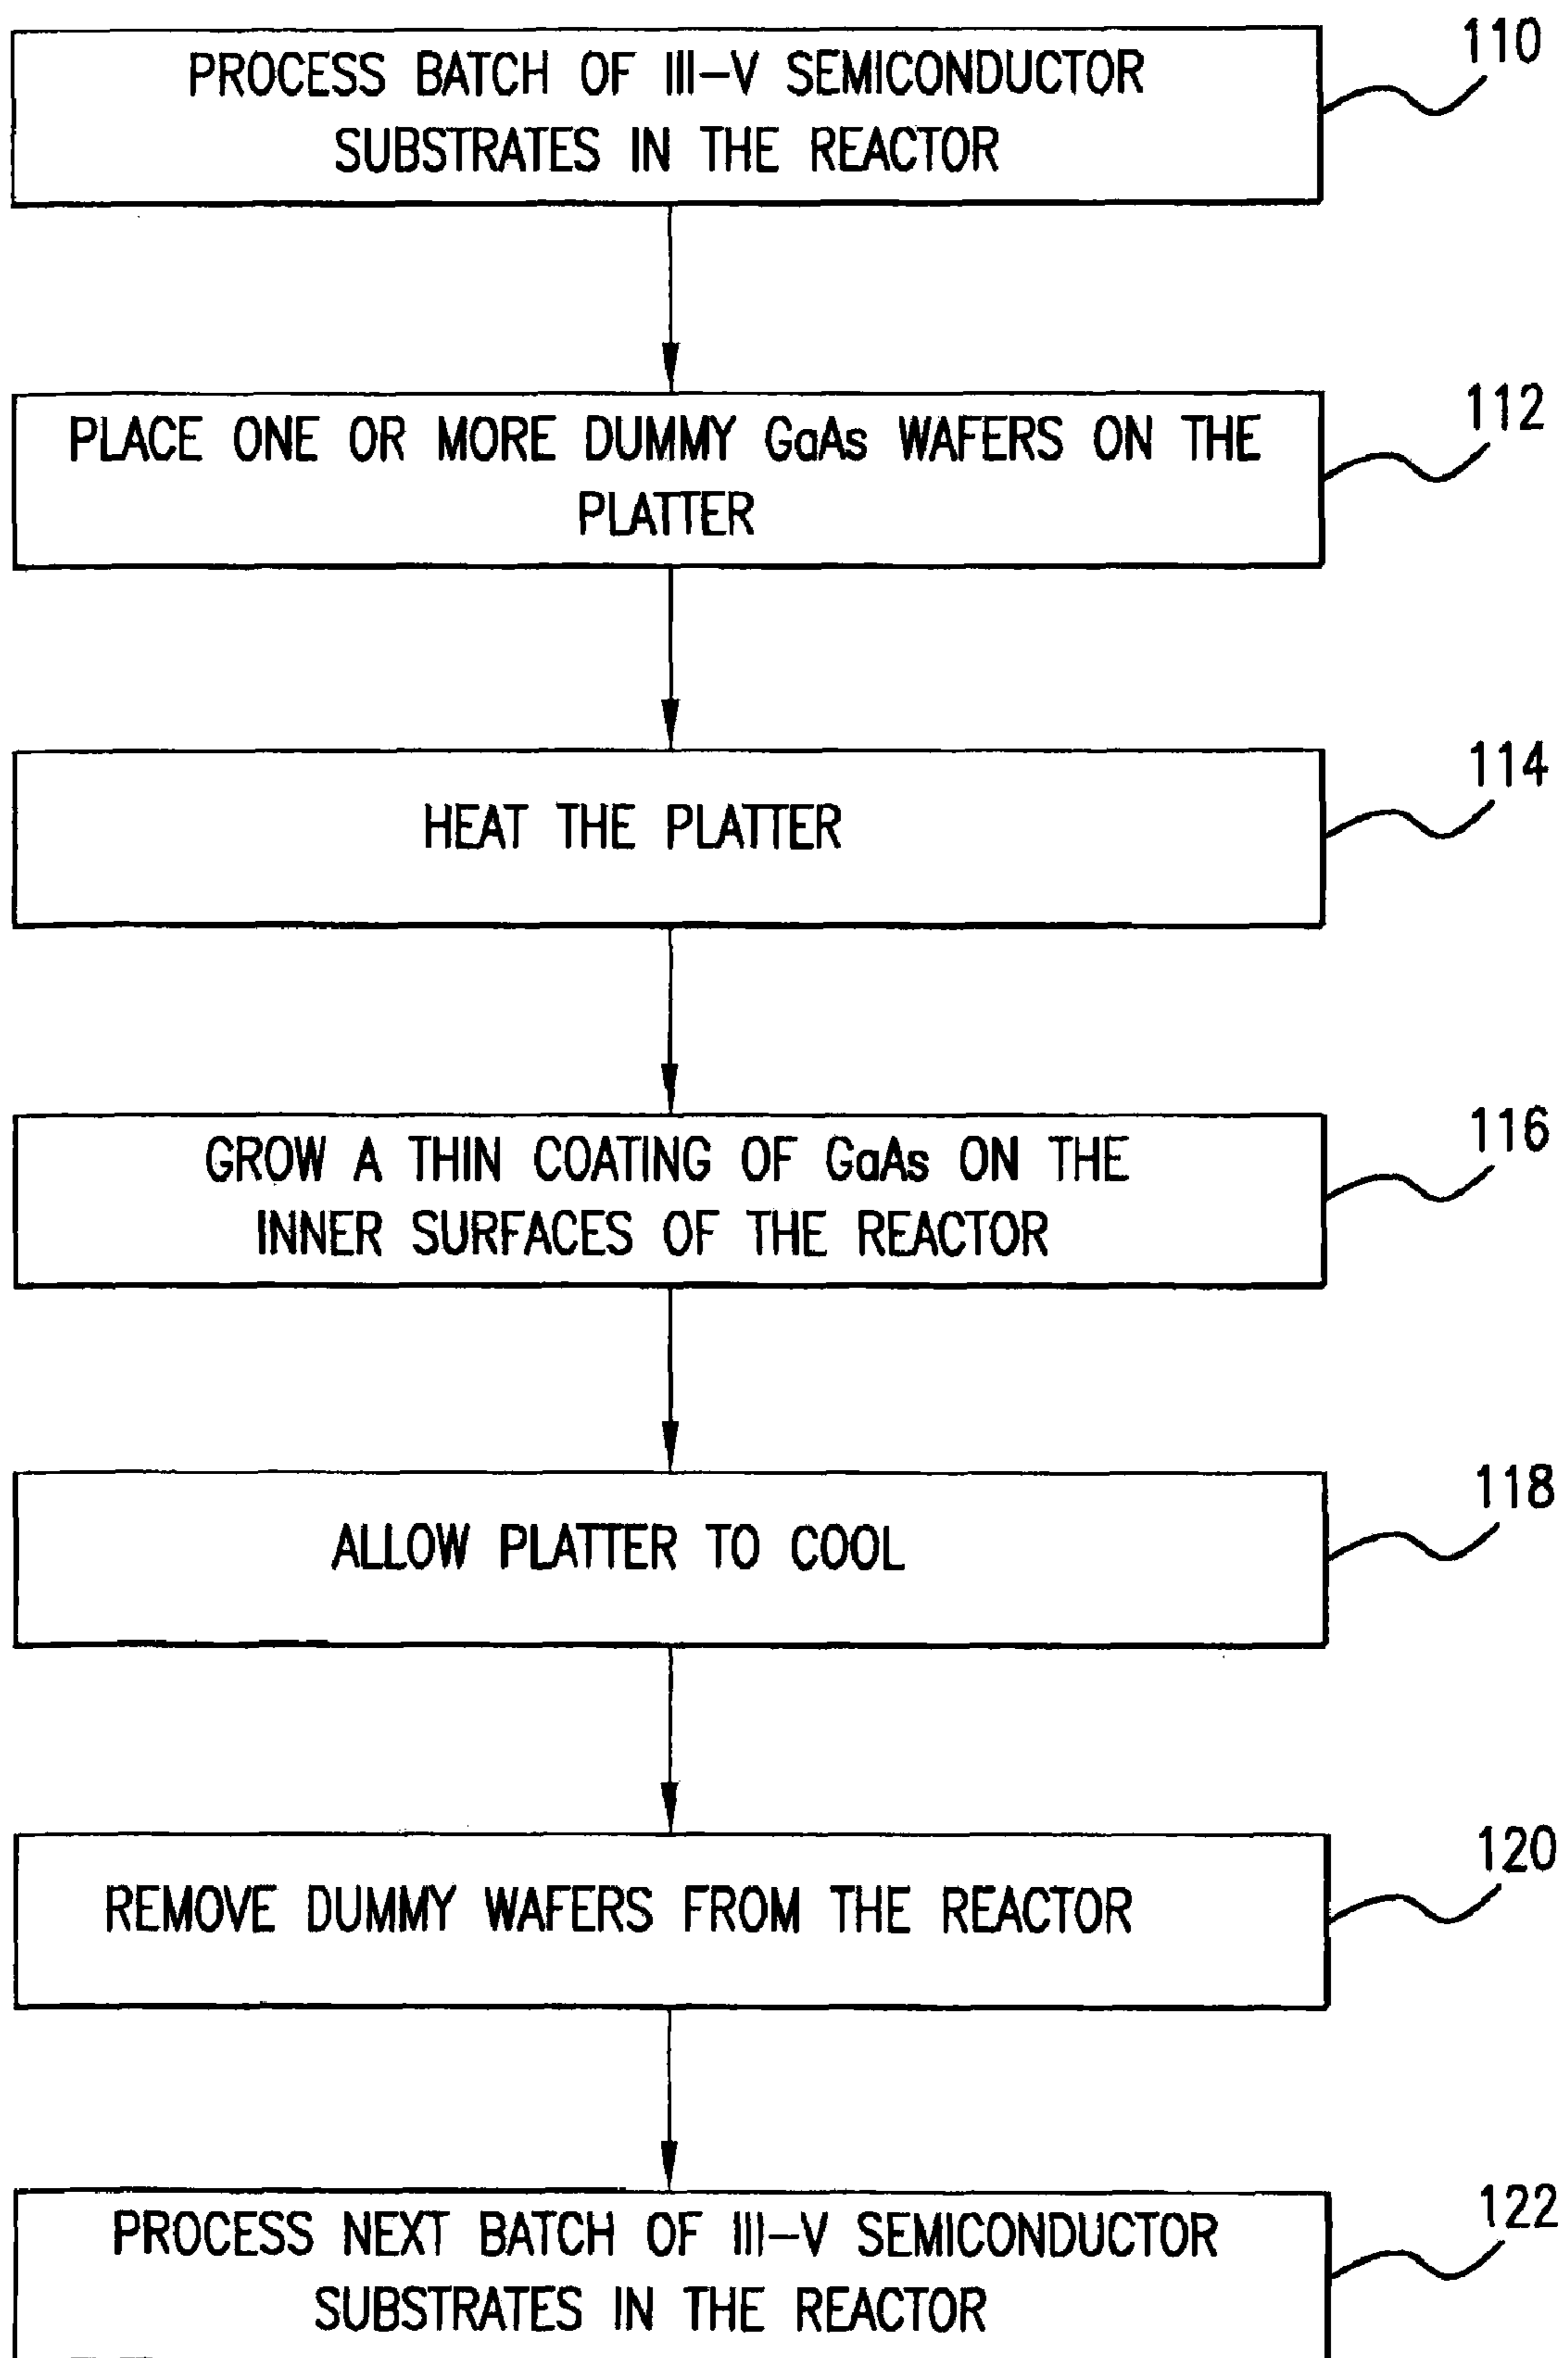 PROCESS BATCH OF III-V SEMICONDUCTOR
SUBSTRATES IN THE REACTOR
110
PLACE ONE OR MORE DUMMY GaAs WAFERS ON THE
PLATTER
112
HEAT THE PLATTER
114
GROW A THIN COATING OF GaAs ON THE
INNER SURFACES OF THE REACTOR
116
ALLOW PLATTER TO COOL
118
REMOVE DUMMY WAFERS FROM THE REACTOR
120
PROCESS NEXT BATCH OF III-V SEMICONDUCTOR
SUBSTRATES IN THE REACTOR
122